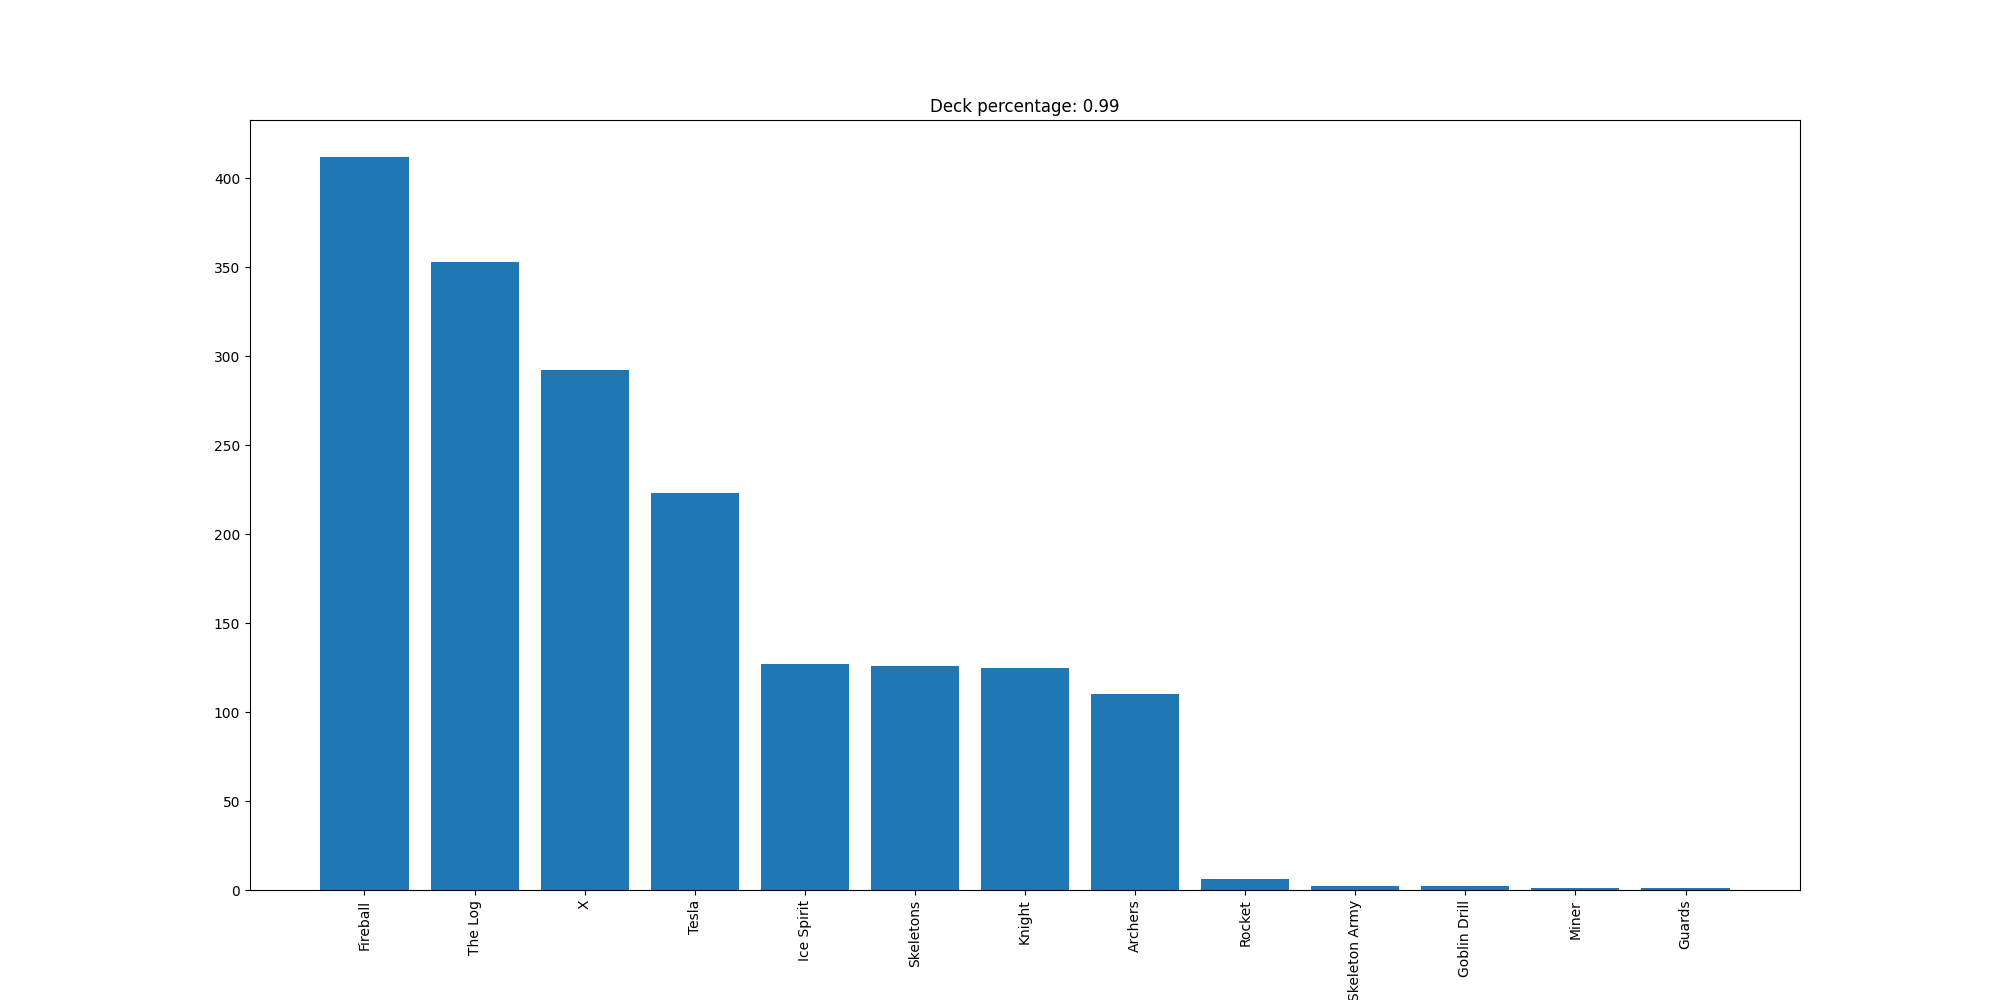 Deck percentage: 0.99
400
350
300
250
200
150
100
50
0
Fireball
The Log
X
Tesla
Ice Spirit
Skeletons
Knight
Archers
Rocket
Skeleton Army
Goblin Drill
Miner
Guards